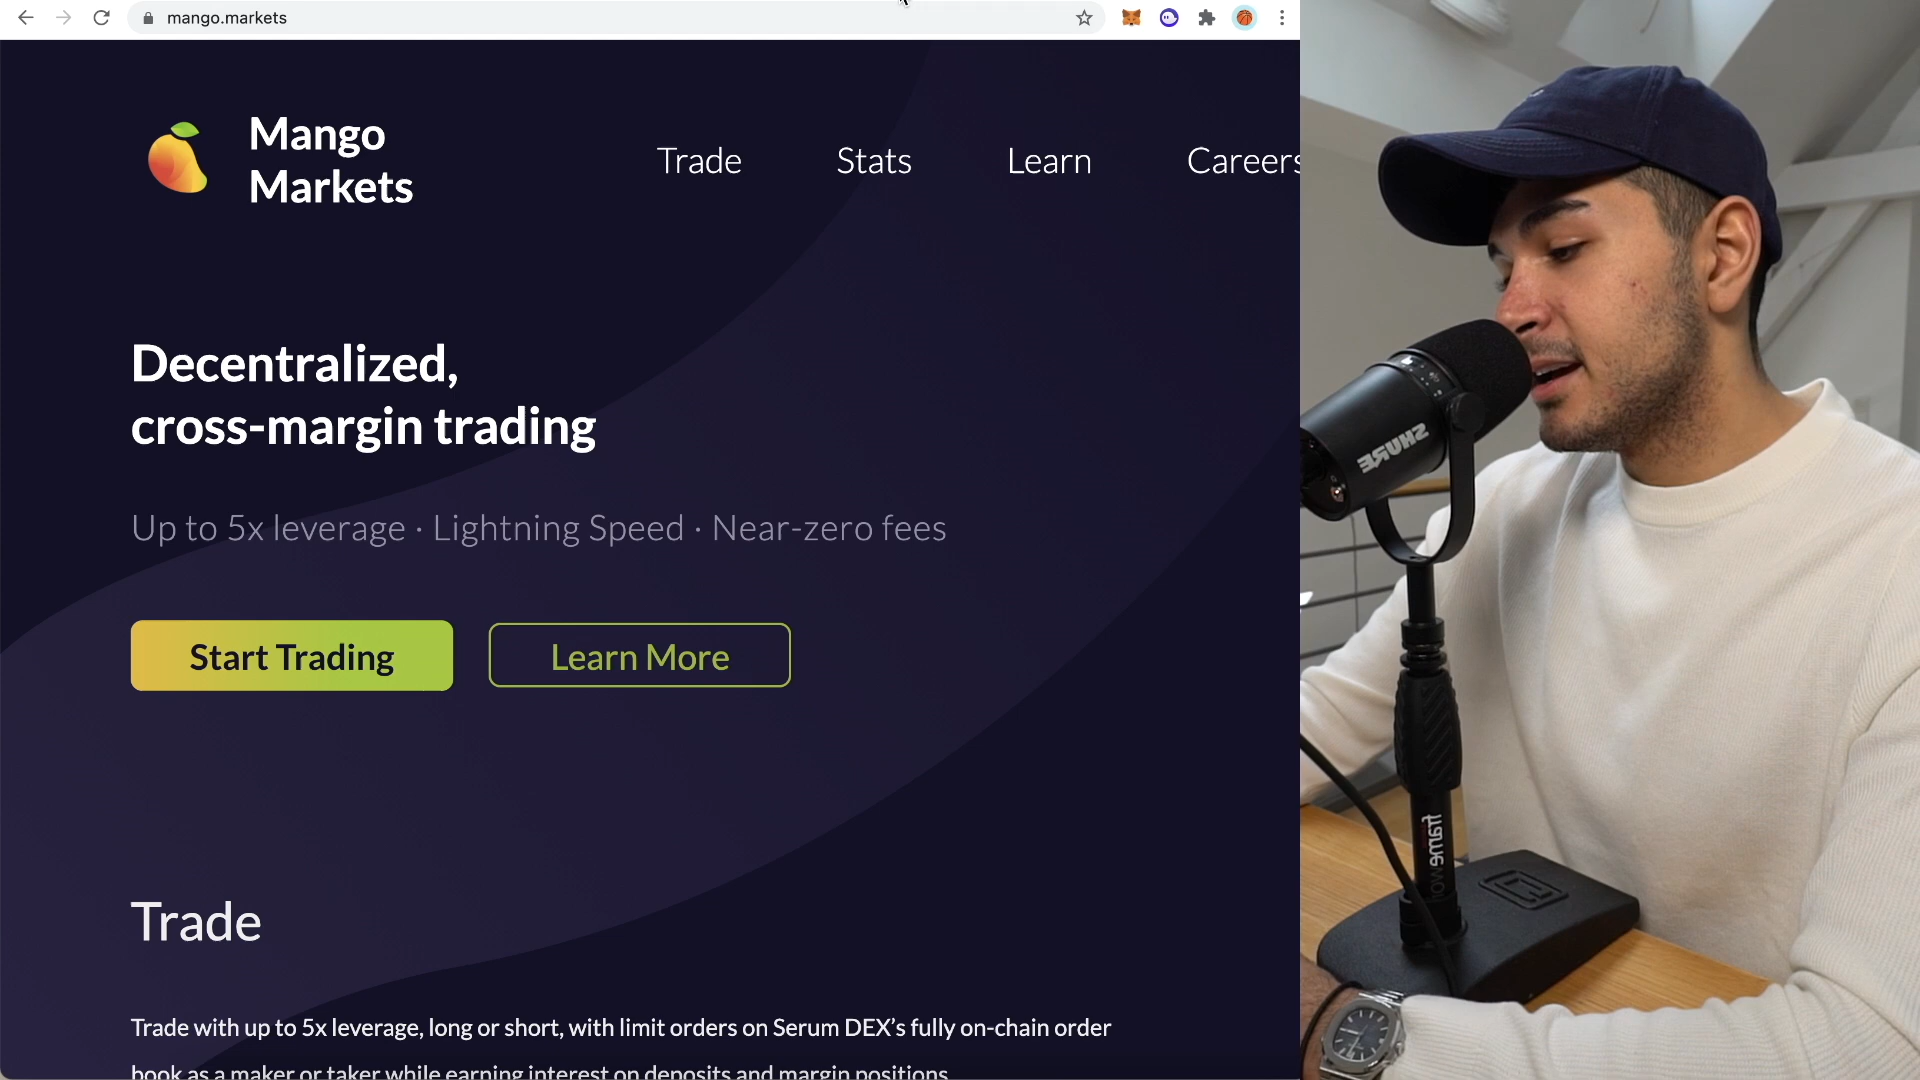 mango.markets
Mango
Markets
Trade
Stats
Learn
Careers
Decentralized,
cross-margin trading
Up to 5x leverage · Lightning Speed · Near-zero fees
Start Trading
Learn More
Trade
Trade with up to 5x leverage, long or short, with limit orders on Serum DEX’s fully on-chain order
book as a maker or taker while earning interest on deposits and margin positions.
SHURE
framewor